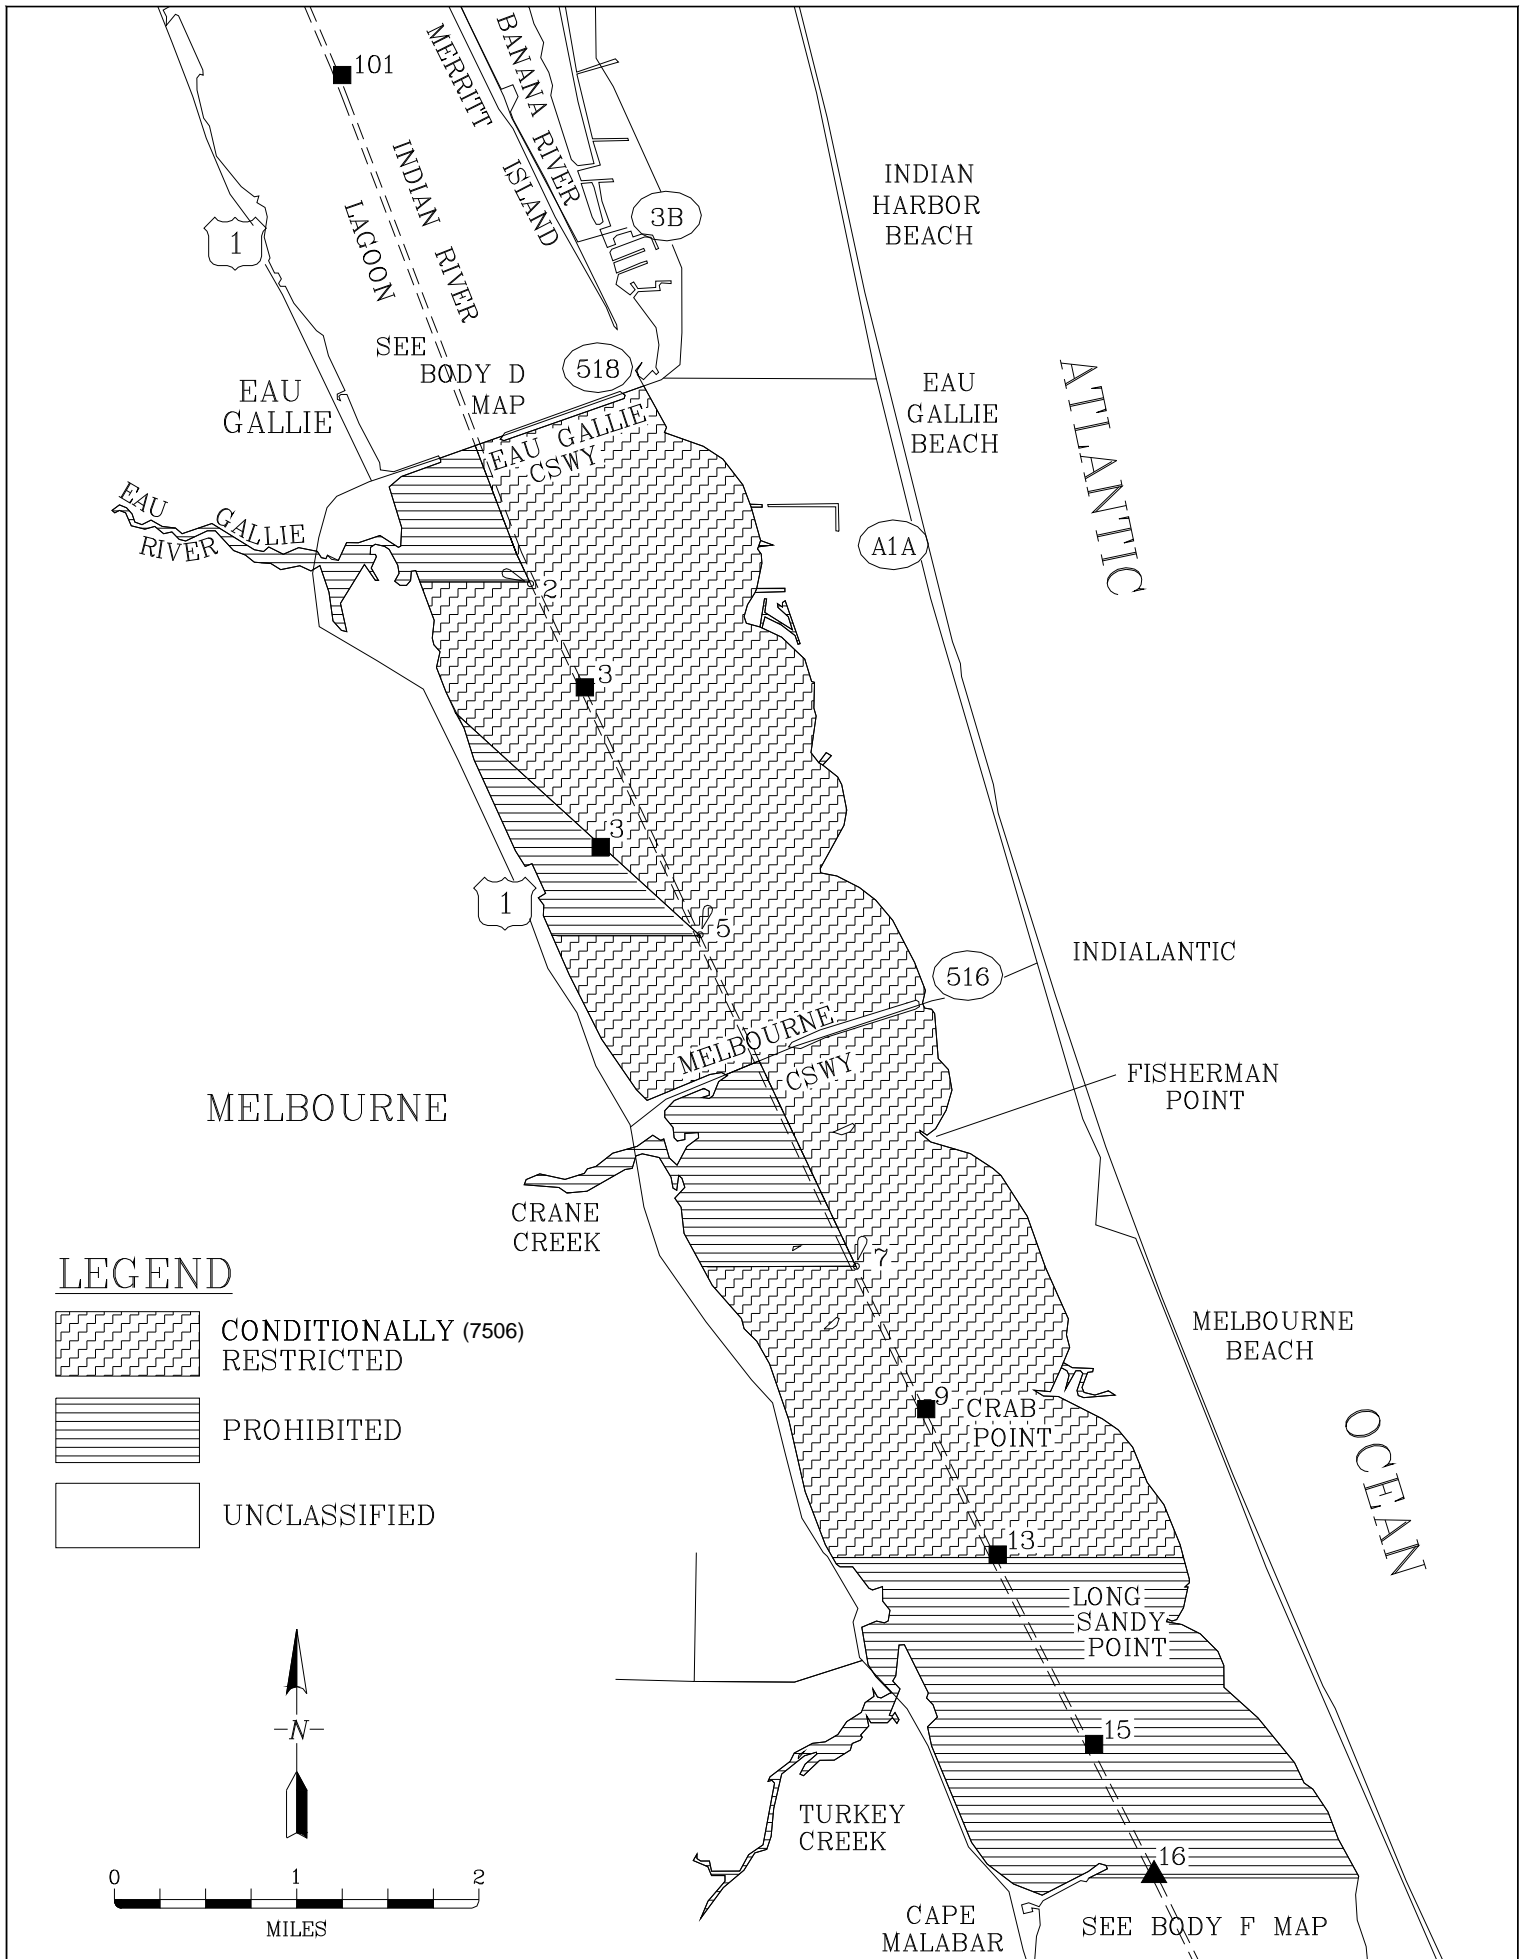 101
MERRITT
ISLAND
BANANA RIVER
INDIAN RIVER
LAGOON
3B
1
INDIAN
HARBOR
BEACH
SEE
BODY D
MAP
518
EAU
GALLIE
EAU GALLIE
CSWY
EAU
GALLIE
BEACH
ATLANTIC
EAU GALLIE
RIVER
A1A
2
3
3
1
5
516
INDIALANTIC
MELBOURNE
CSWY
FISHERMAN
POINT
MELBOURNE
CRANE
CREEK
7
LEGEND
CONDITIONALLY (7506)
RESTRICTED
PROHIBITED
UNCLASSIFIED
MELBOURNE
BEACH
9
CRAB
POINT
OCEAN
13
LONG
SANDY
POINT
-N-
15
TURKEY
CREEK
16
0 1 2
MILES
CAPE
MALABAR
SEE BODY F MAP